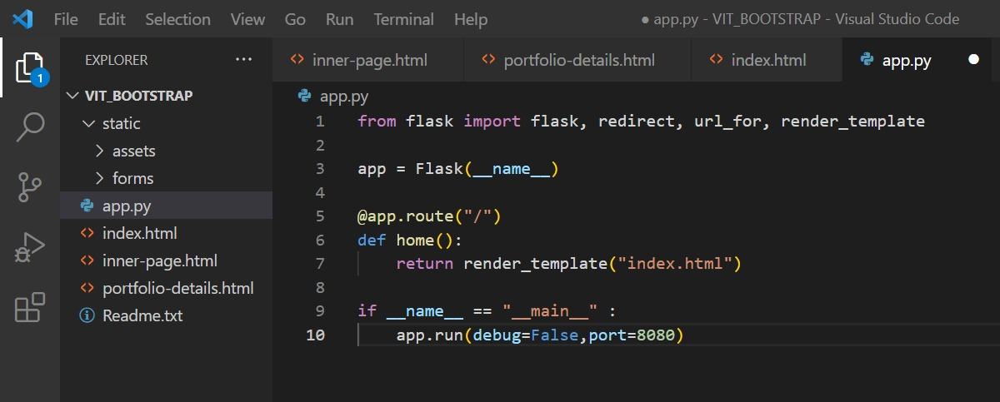 File Edit Selection View Go Run Terminal Help ● app.py - VIT_BOOTSTRAP - Visual Studio Code
EXPLORER ···
inner-page.html portfolio-details.html index.html app.py
1
VIT_BOOTSTRAP
static
assets
forms
app.py
index.html
inner-page.html
portfolio-details.html
Readme.txt
app.py
1 from flask import flask, redirect, url_for, render_template
2
3 app = Flask(__name__)
4
5 @app.route("/")
6 def home():
7     return render_template("index.html")
8
9 if __name__ == "__main__" :
10     app.run(debug=False,port=8080)